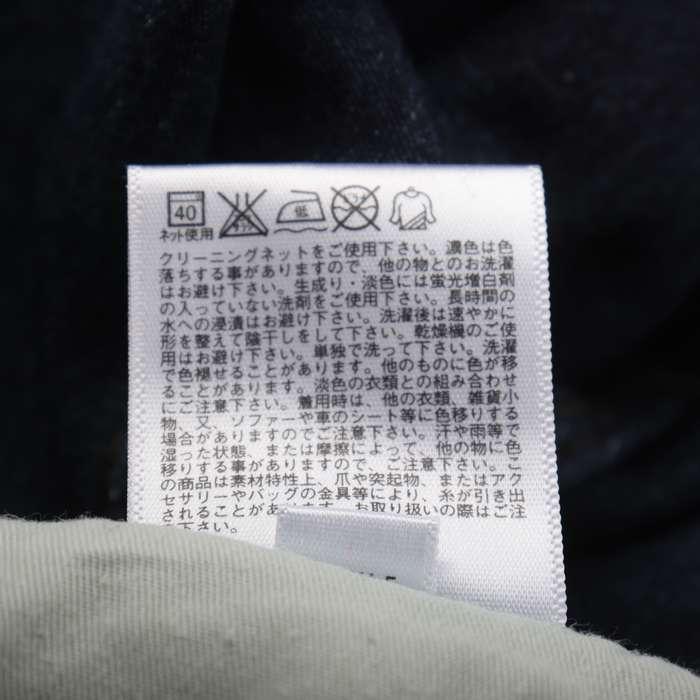 40 低
ネット使用
クリーニングネットをご使用下さい。濃色は色
落ちする事がありますので、他の物とのお洗濯
はお避け下さい。生成り・淡色には蛍光増白剤
の入っていない洗剤をお使い下さい。長時間の
水への浸漬はお避け下さい。洗濯後は速やかに
形を整えて陰干しをして下さい。乾燥機のご使
用はお避け下さい。単独で洗って下さい。洗濯
で色褪せることがあります。他のものに色が移
ることがあります。淡色の衣類との組み合わせ
にご注意下さい。着用時は、他の衣類、雑貨小
物、又、ソファーや車のシート等に色移りする
場合がありますのでご注意下さい。汗や雨等で
湿った状態、または摩擦によって、他の物に色
移りする事がありますので、ご注意下さい。こ
の商品は素材特性上、爪や突起物、またはアク
セサリーやバッグの金具等により、糸が引き出
されることがあります。お取り扱いの際はご注
下さい。